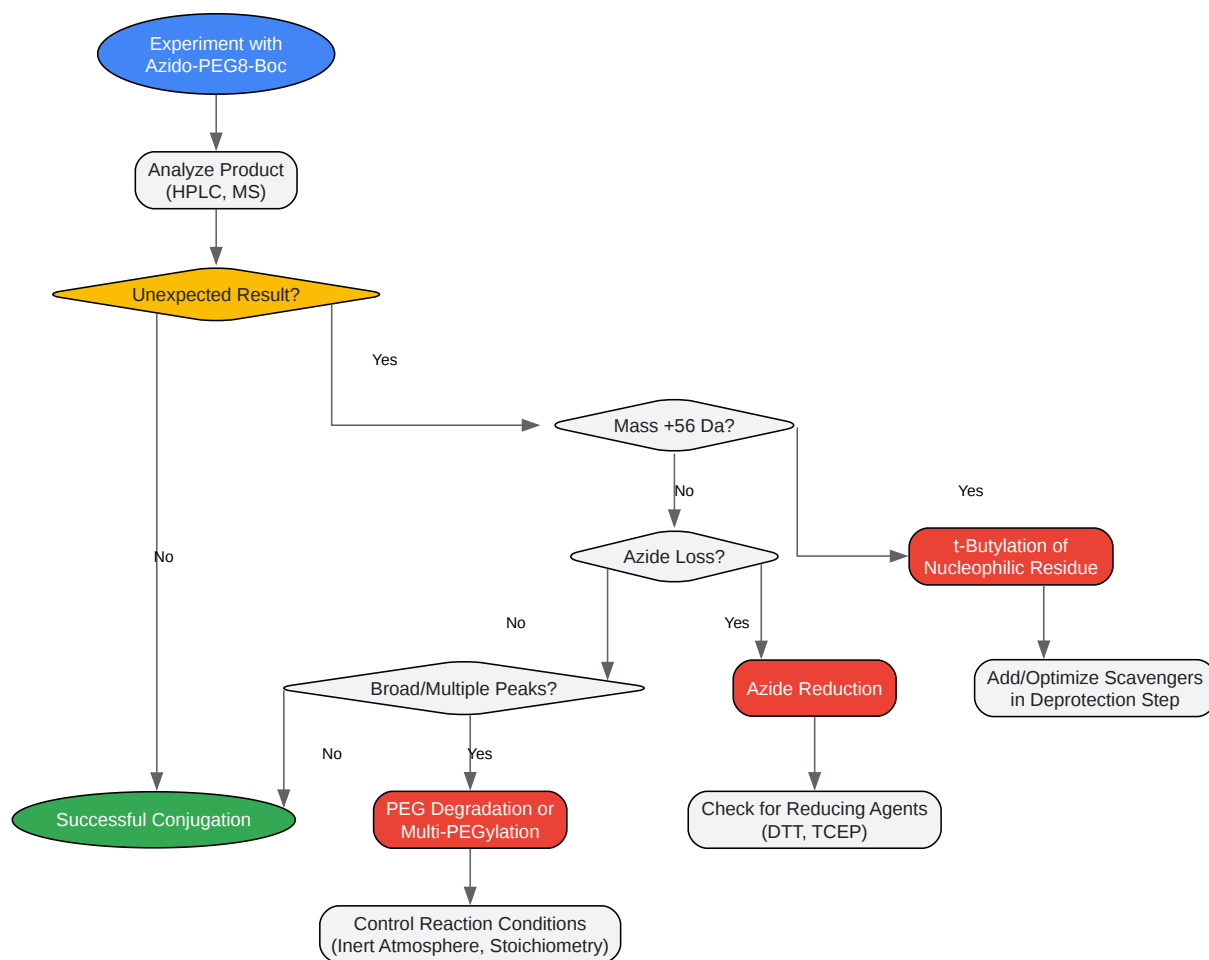 Experiment with
Azido-PEG8-Boc
Analyze Product
(HPLC, MS)
Unexpected Result?
Yes
Mass +56 Da?
No
Yes
No
Azide Loss?
t-Butylation of
Nucleophilic Residue
No
Yes
Broad/Multiple Peaks?
Azide Reduction
Add/Optimize Scavengers
in Deprotection Step
No
Yes
Successful Conjugation
PEG Degradation or
Multi-PEGylation
Check for Reducing Agents
(DTT, TCEP)
Control Reaction Conditions
(Inert Atmosphere, Stoichiometry)